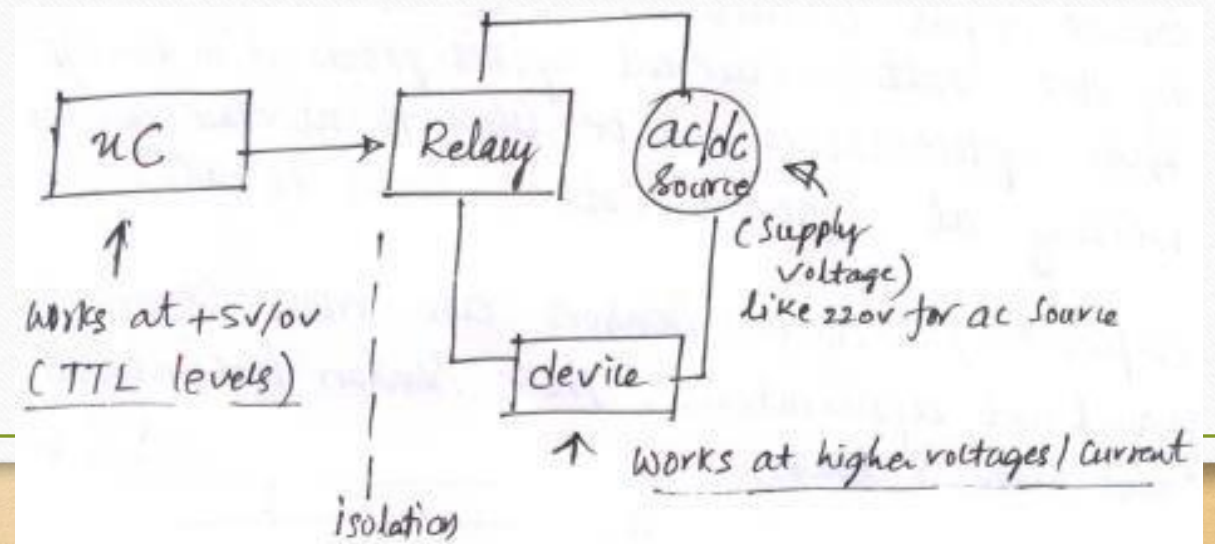 uC
Relay
ac/dc
source
works at +5v/0v
(TTL levels)
(supply
voltage)
like 220v for ac source
device
works at higher voltages/current
isolation